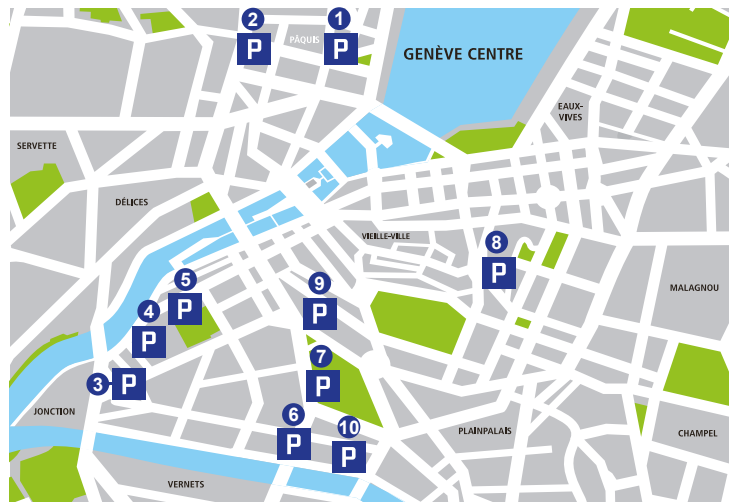 2
1
P
PÂQUIS
P
GENÈVE CENTRE
EAUX-
VIVES
SERVETTE
DÉLICES
VIEILLE-VILLE
8
P
5
P
9
P
MALAGNOU
4
P
7
P
3
P
JONCTION
6
P
10
P
PLAINPALAIS
CHAMPEL
VERNETS